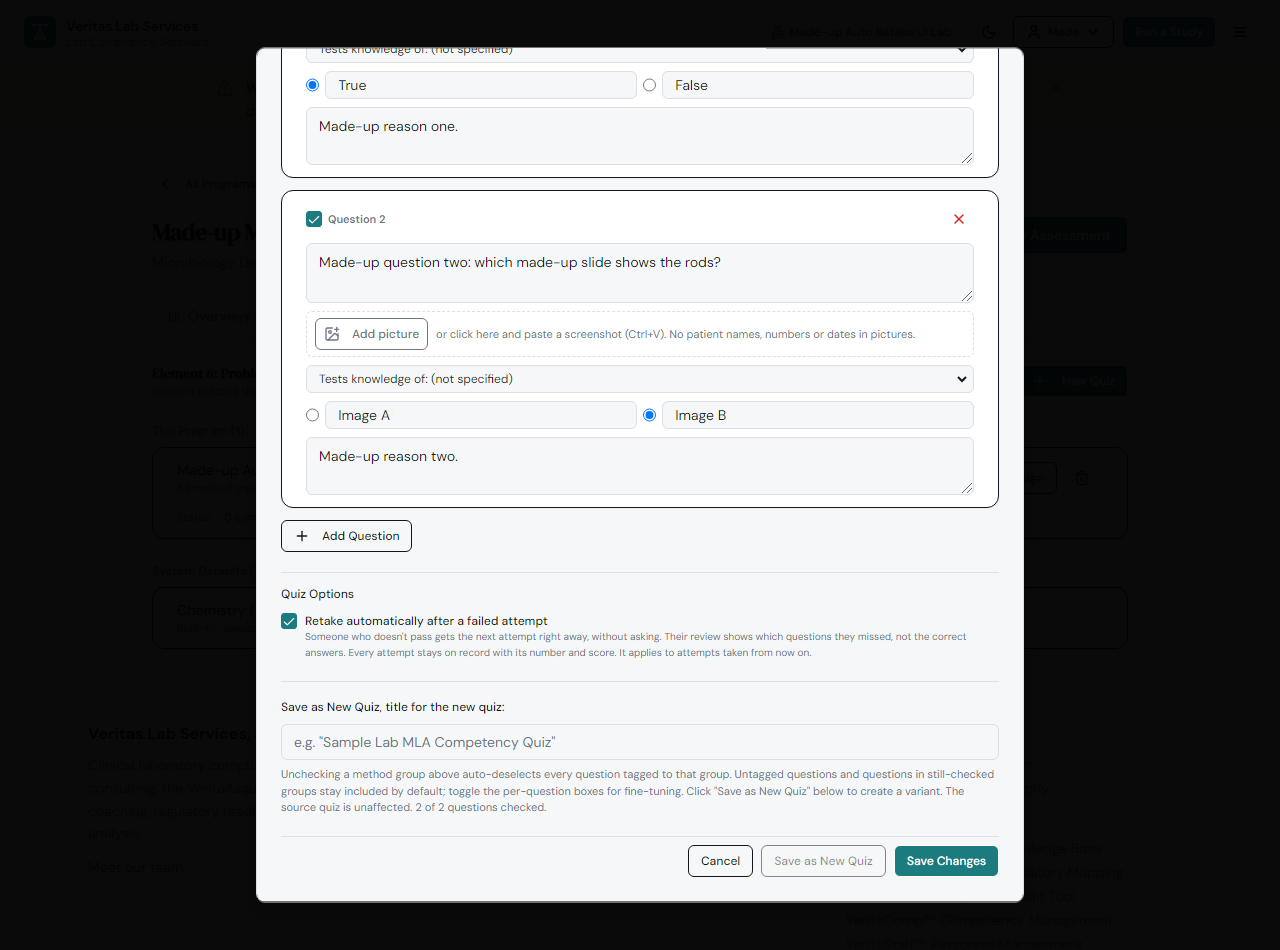 Veritas Lab Services
Tests knowledge of: (not specified)
True
False
Made-up reason one.
Question 2
Made-up question two: which made-up slide shows the rods?
Add picture
or click here and paste a screenshot (Ctrl+V). No patient names, numbers or dates in pictures.
Tests knowledge of: (not specified)
Image A
Image B
Made-up reason two.
Add Question
Quiz Options
Retake automatically after a failed attempt
Someone who doesn't pass gets the next attempt right away, without asking. Their review shows which questions they missed, not the correct
answers. Every attempt stays on record with its number and score. It applies to attempts taken from now on.
Save as New Quiz, title for the new quiz:
e.g. "Sample Lab MLA Competency Quiz"
Unchecking a method group above auto-deselects every question tagged to that group. Untagged questions and questions in still-checked
groups stay included by default; toggle the per-question boxes for fine-tuning. Click "Save as New Quiz" below to create a variant. The
source quiz is unaffected. 2 of 2 questions checked.
Cancel
Save as New Quiz
Save Changes
Made-up M
Assessment
Overview
New Quiz
Veritas Lab Services,
Meet our team